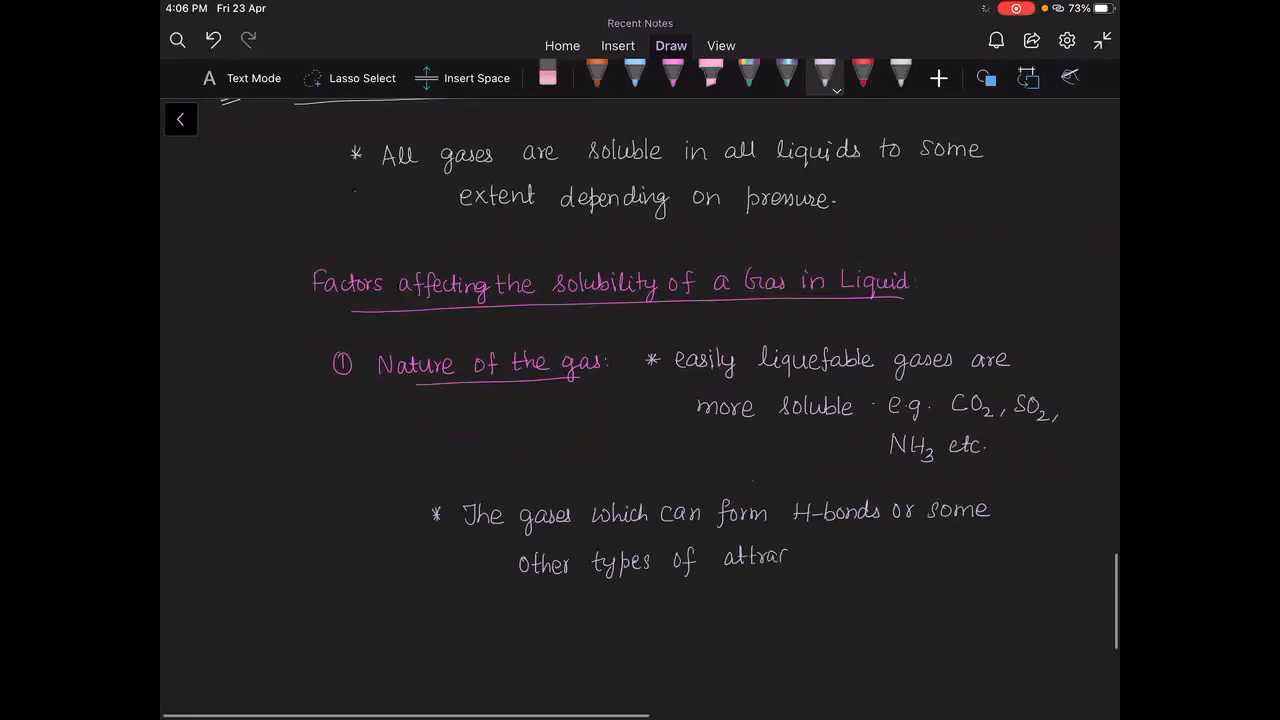 4:06 PM Fri 23 Apr
73%
Recent Notes
Home Insert Draw View
A Text Mode Lasso Select Insert Space
* All gases are soluble in all liquids to some
extent depending on pressure.
Factors affecting the solubility of a Gas in Liquid:
① Nature of the gas: * easily liquefable gases are
more soluble. e.g. CO₂, SO₂,
NH₃ etc.
* The gases which can form H-bonds or some
other types of attrac